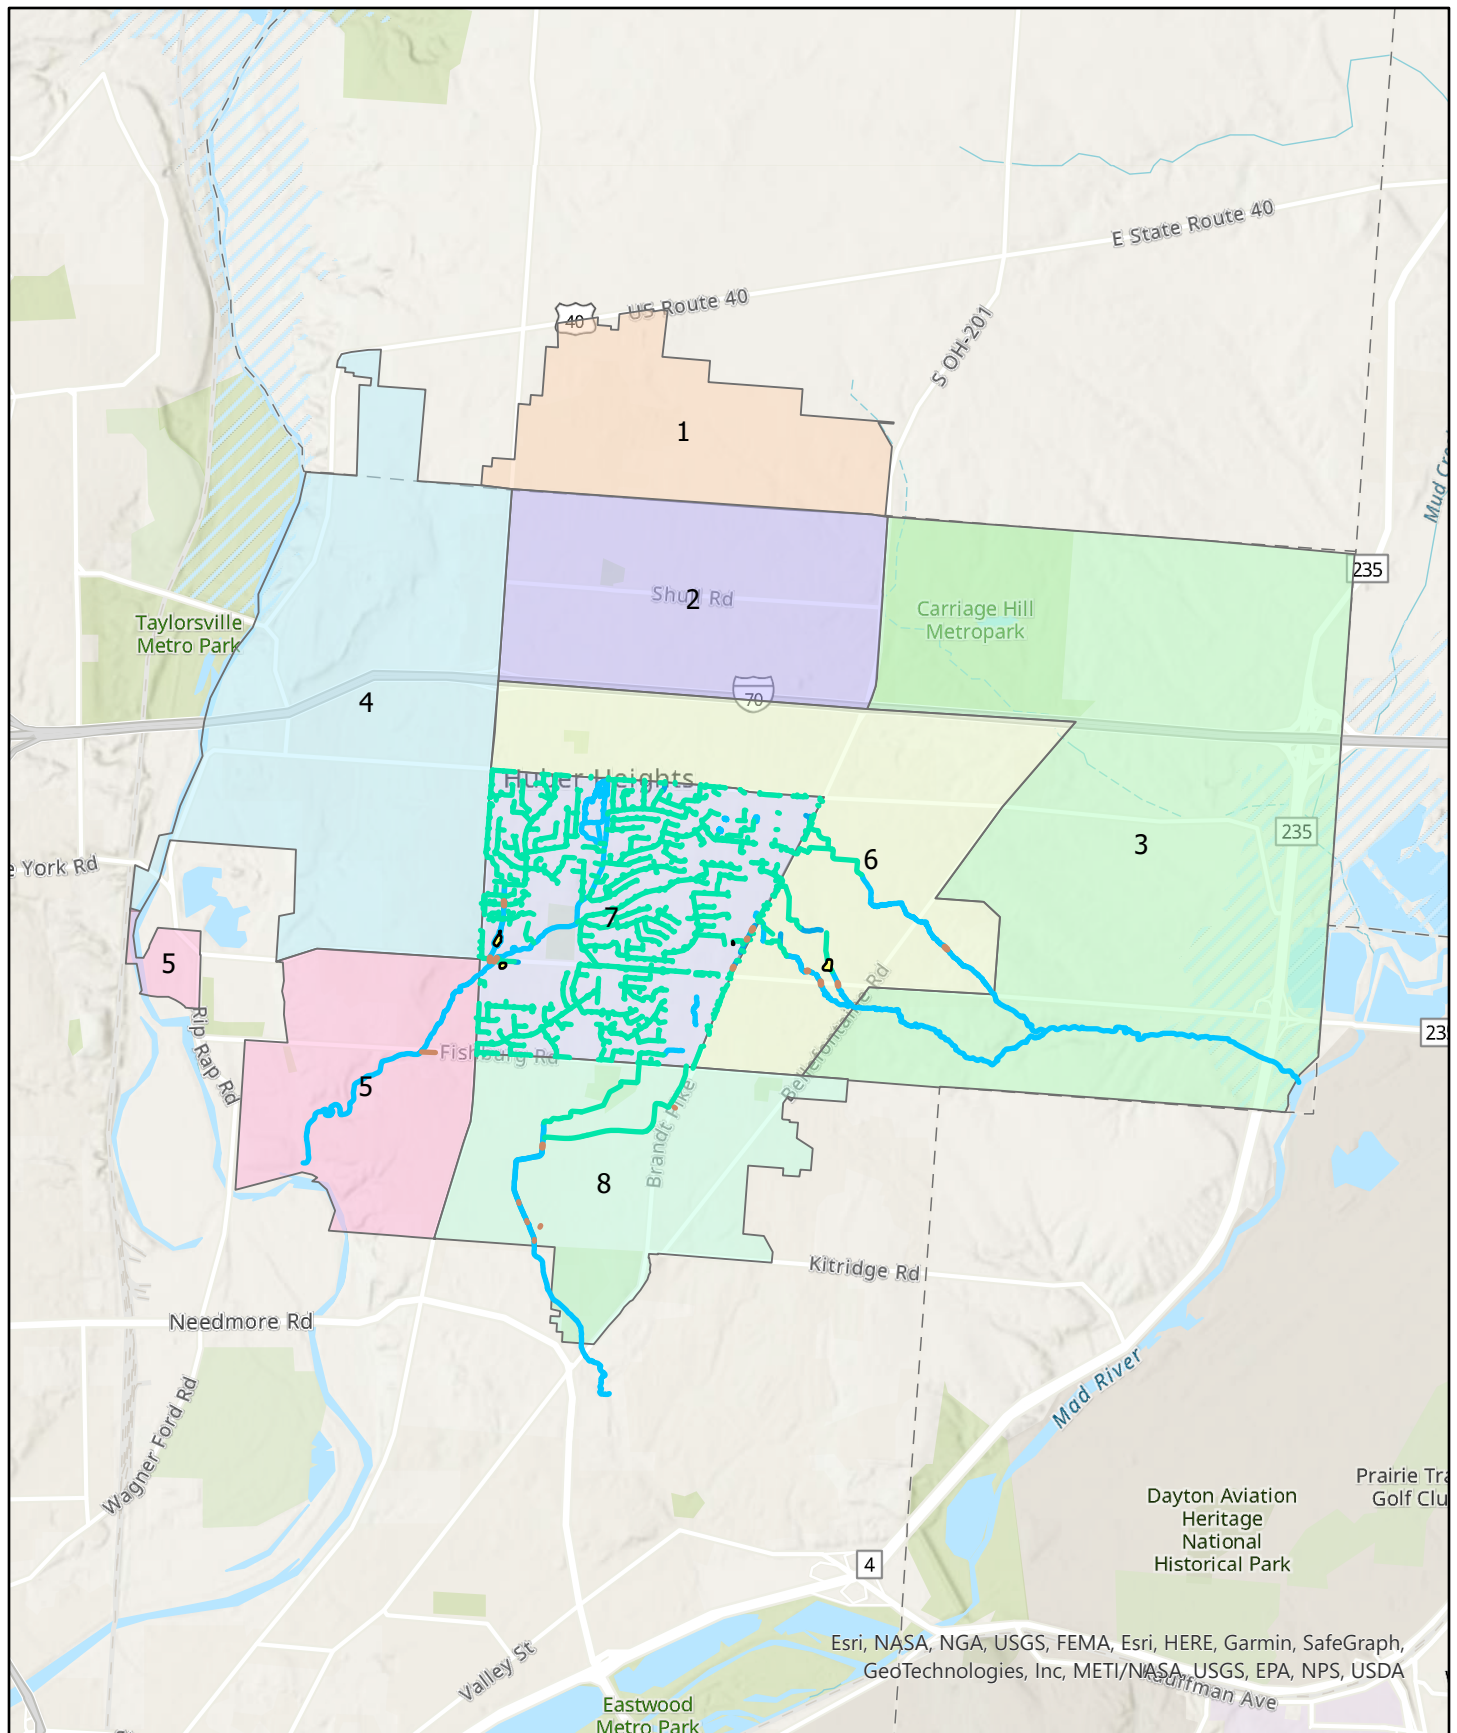 E State Route 40
US Route 40
40
S OH-201
1
Mud Cre
235
Shull Rd
2
Carriage Hill
Metropark
Taylorsville
Metro Park
4
70
Huber Heights
235
3
6
e York Rd
7
5
235
Rip Rap Rd
Fishburg Rd
5
Bellefontaine Rd
Brandt Pike
8
Kitridge Rd
Needmore Rd
Mad River
Wagner Ford Rd
Prairie Tra
Golf Clu
Dayton Aviation
Heritage
National
Historical Park
4
Esri, NASA, NGA, USGS, FEMA, Esri, HERE, Garmin, SafeGraph,
GeoTechnologies, Inc, METI/NASA, USGS, EPA, NPS, USDA
Kauffman Ave
Valley St
Eastwood
Metro Park